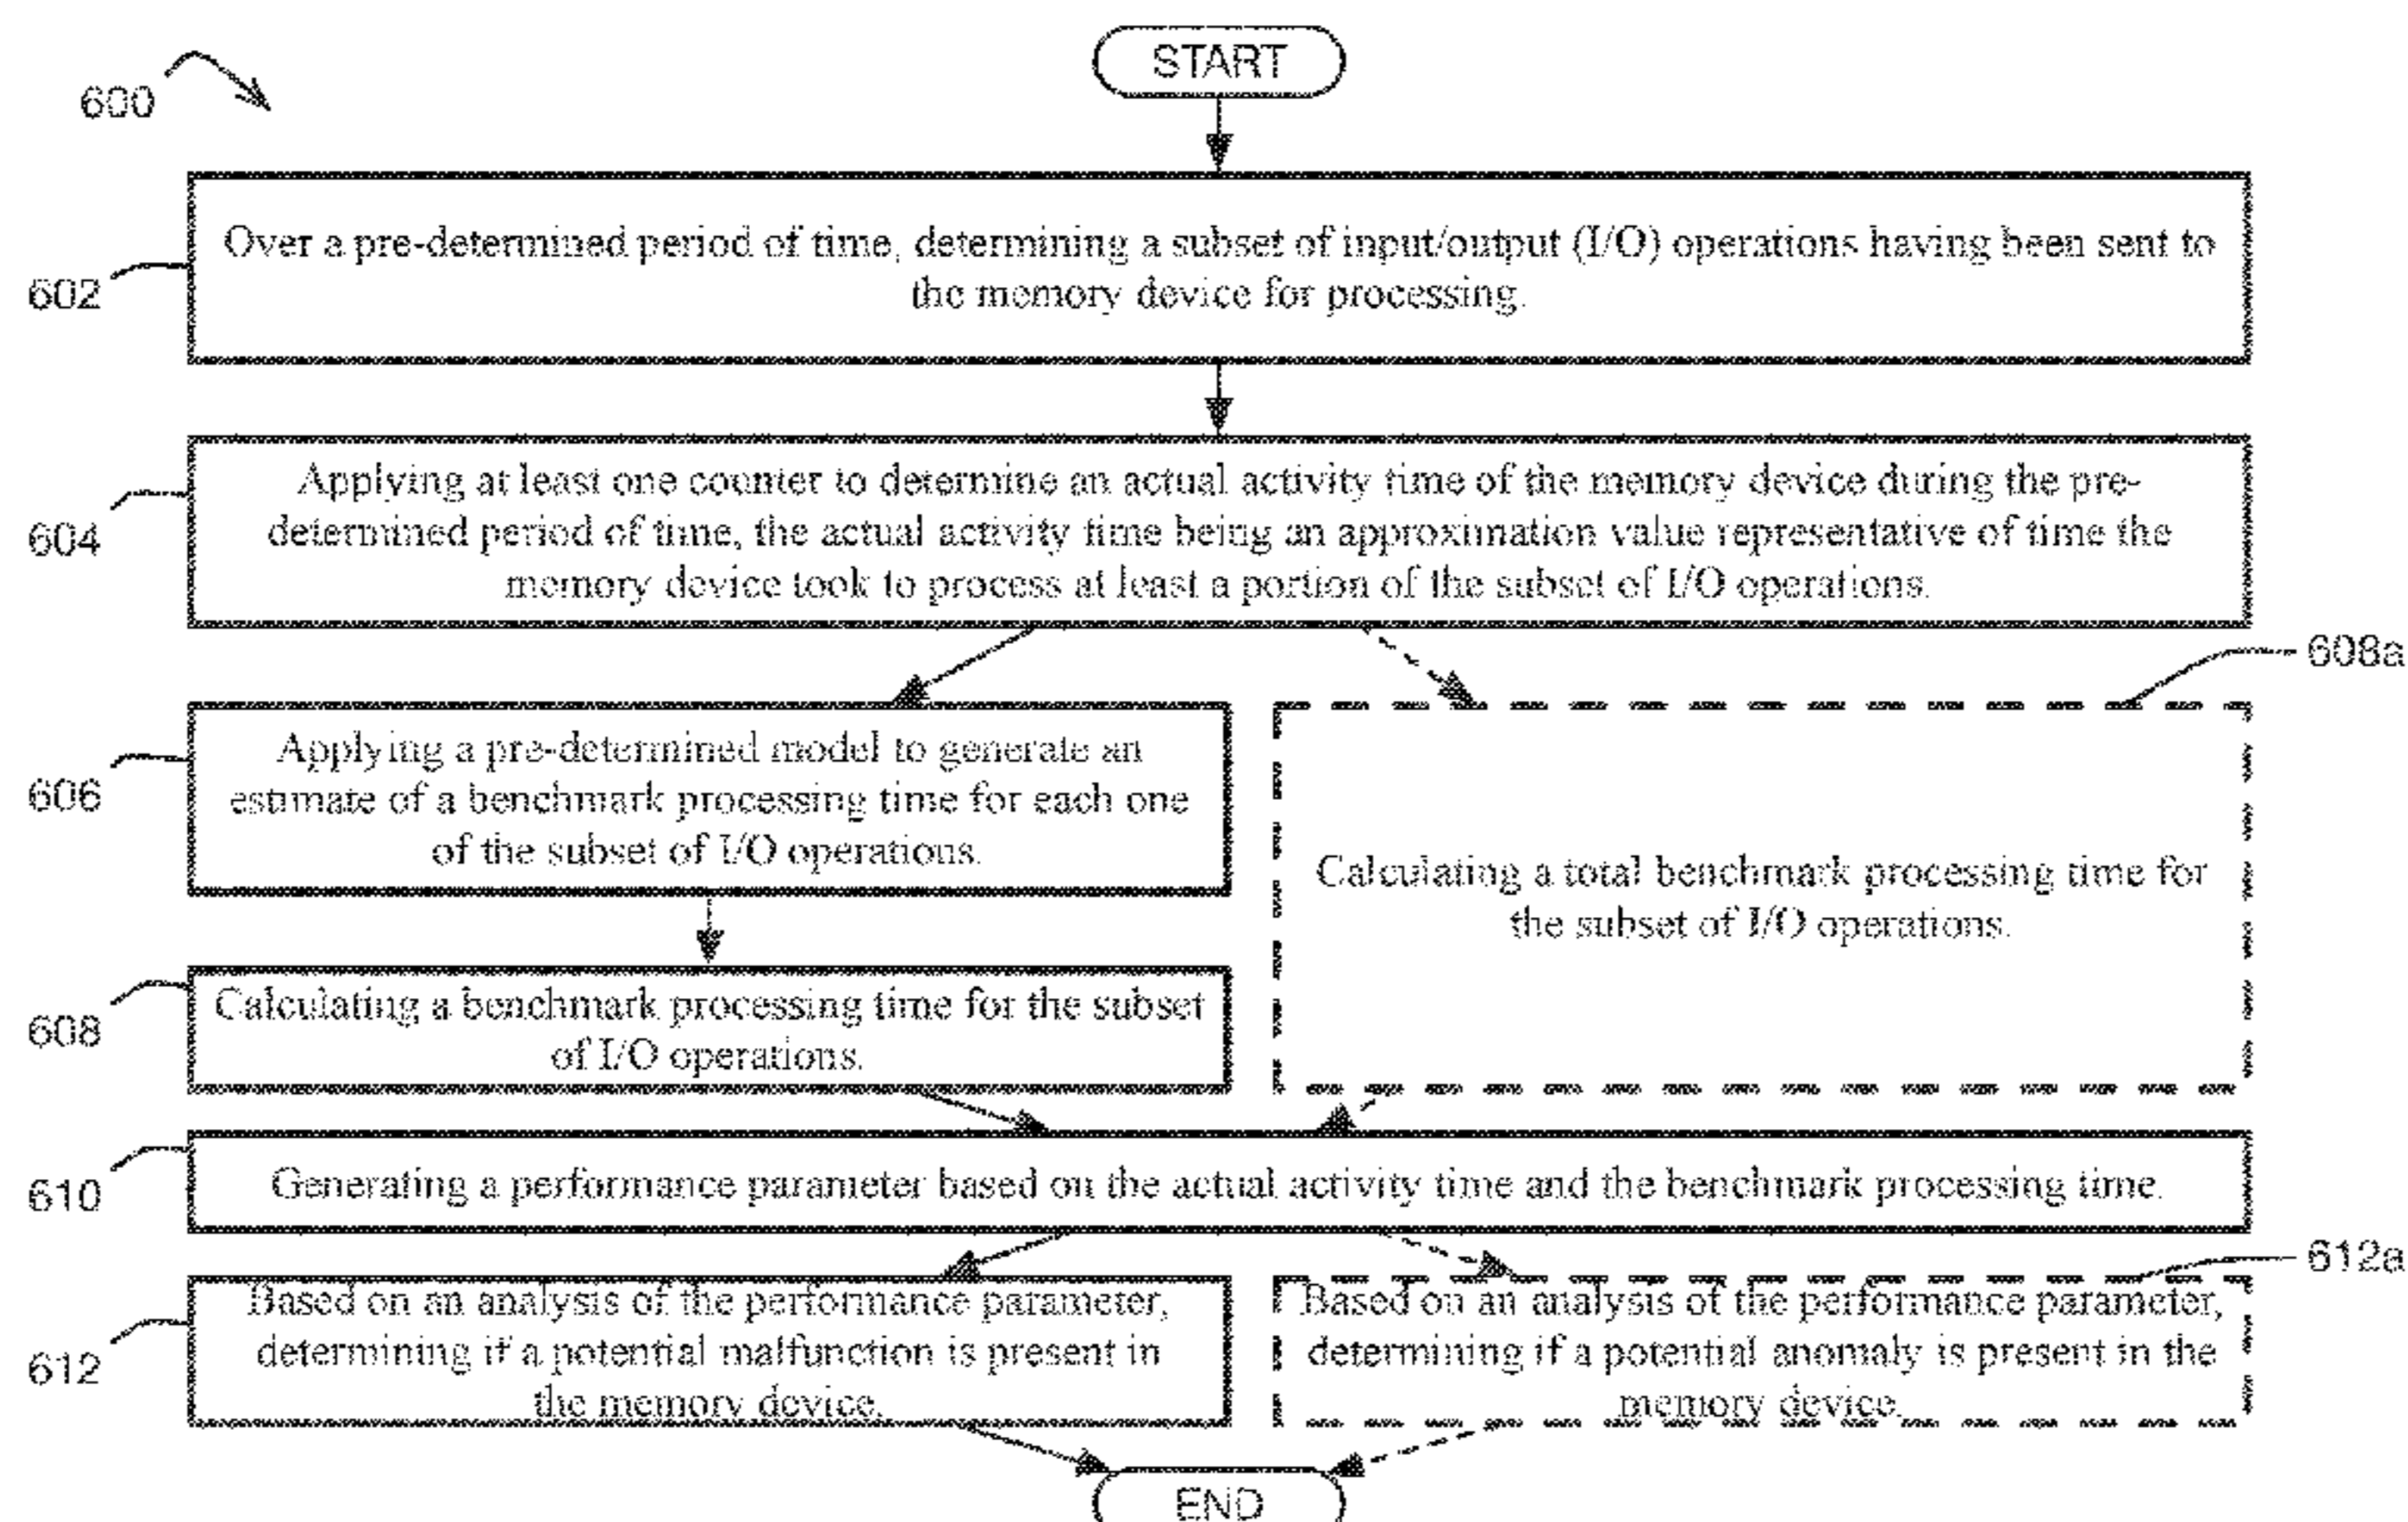 START
600
Over a pre-determined period of time, determining a subset of input/output (I/O) operations having been sent to
the memory device for processing.
602
Applying at least one counter to determine an actual activity time of the memory device during the pre-
determined period of time, the actual activity time being an approximation value representative of time the
memory device took to process at least a portion of the subset of I/O operations.
604
608a
Applying a pre-determined model to generate an
estimate of a benchmark processing time for each one
of the subset of I/O operations.
606
Calculating a total benchmark processing time for
the subset of I/O operations.
Calculating a benchmark processing time for the subset
of I/O operations.
608
Generating a performance parameter based on the actual activity time and the benchmark processing time.
610
612a
Based on an analysis of the performance parameter,
determining if a potential malfunction is present in
the memory device.
612
Based on an analysis of the performance parameter,
determining if a potential anomaly is present in the
memory device.
END